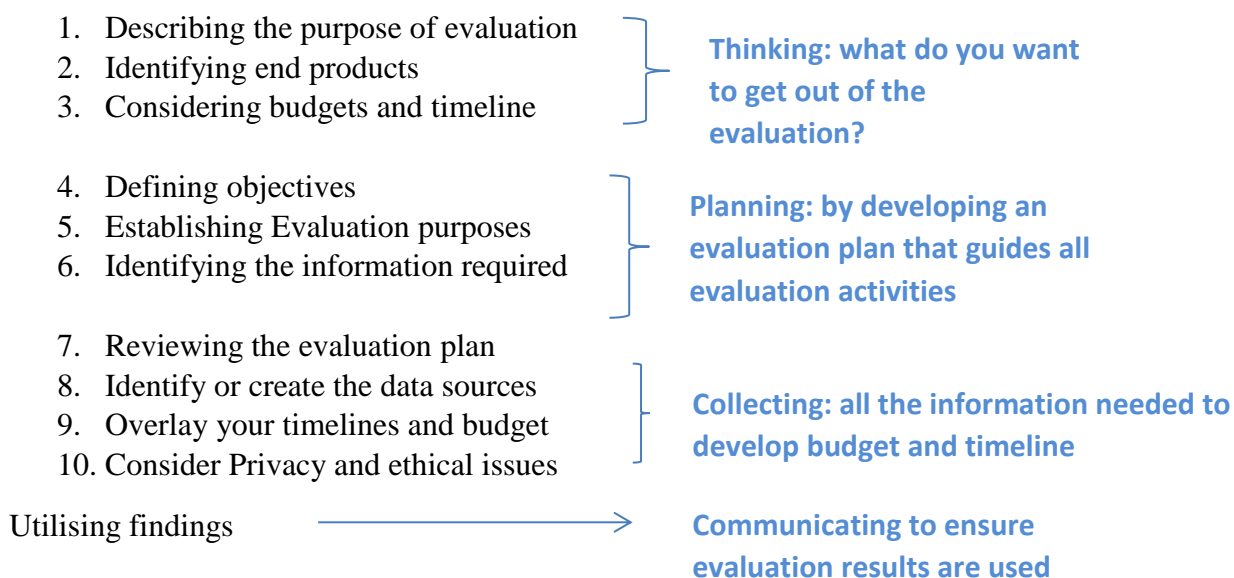 1. Describing the purpose of evaluation
2. Identifying end products
3. Considering budgets and timeline
Thinking: what do you want
to get out of the
evaluation?
4. Defining objectives
5. Establishing Evaluation purposes
6. Identifying the information required
Planning: by developing an
evaluation plan that guides all
evaluation activities
7. Reviewing the evaluation plan
8. Identify or create the data sources
9. Overlay your timelines and budget
10. Consider Privacy and ethical issues
Collecting: all the information needed to
develop budget and timeline
Utilising findings
Communicating to ensure
evaluation results are used